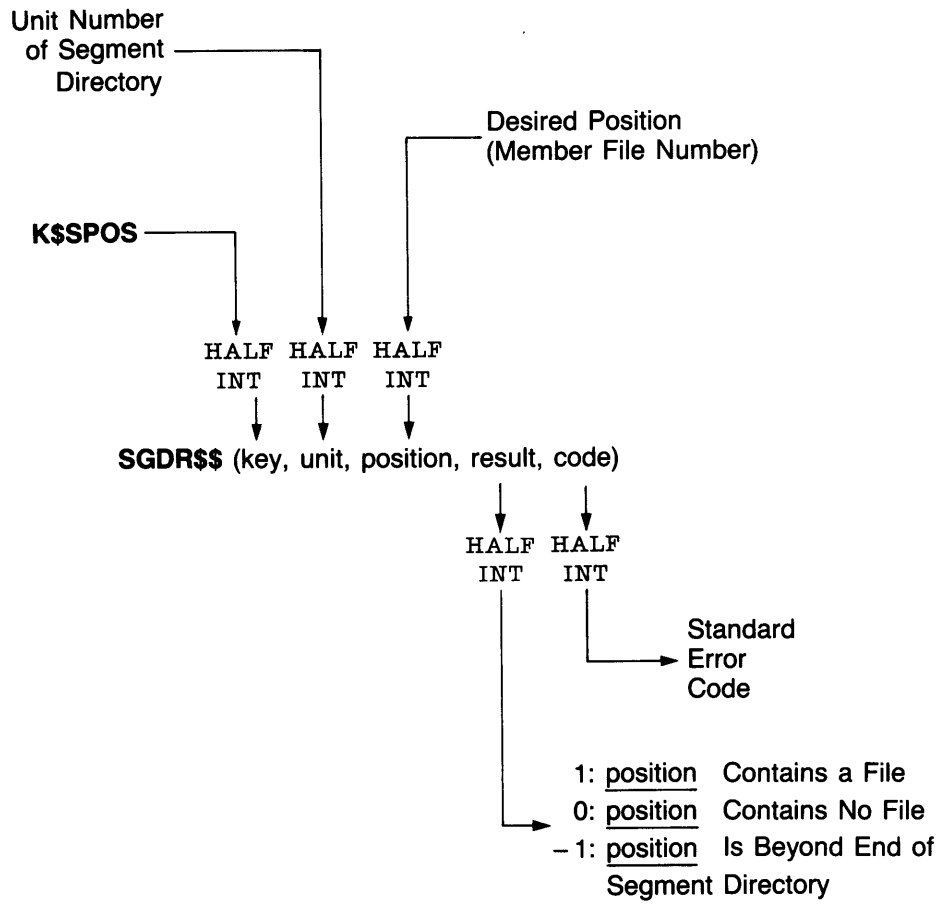 Unit Number
of Segment
Directory
Desired Position
(Member File Number)
K$SPOS
HALF HALF HALF
INT INT INT
SGDR$$ (key, unit, position, result, code)
HALF HALF
INT INT
Standard
Error
Code
1: position Contains a File
0: position Contains No File
– 1: position Is Beyond End of
Segment Directory